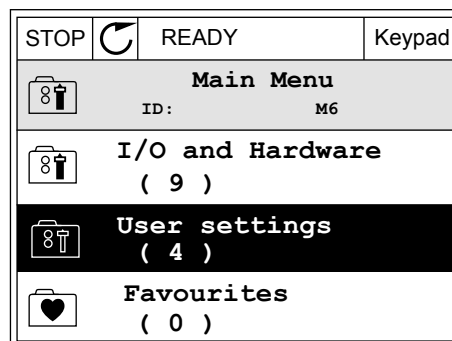 STOP READY Keypad
Main Menu
ID: M6
I/O and Hardware
( 9 )
User settings
( 4 )
Favourites
( 0 )